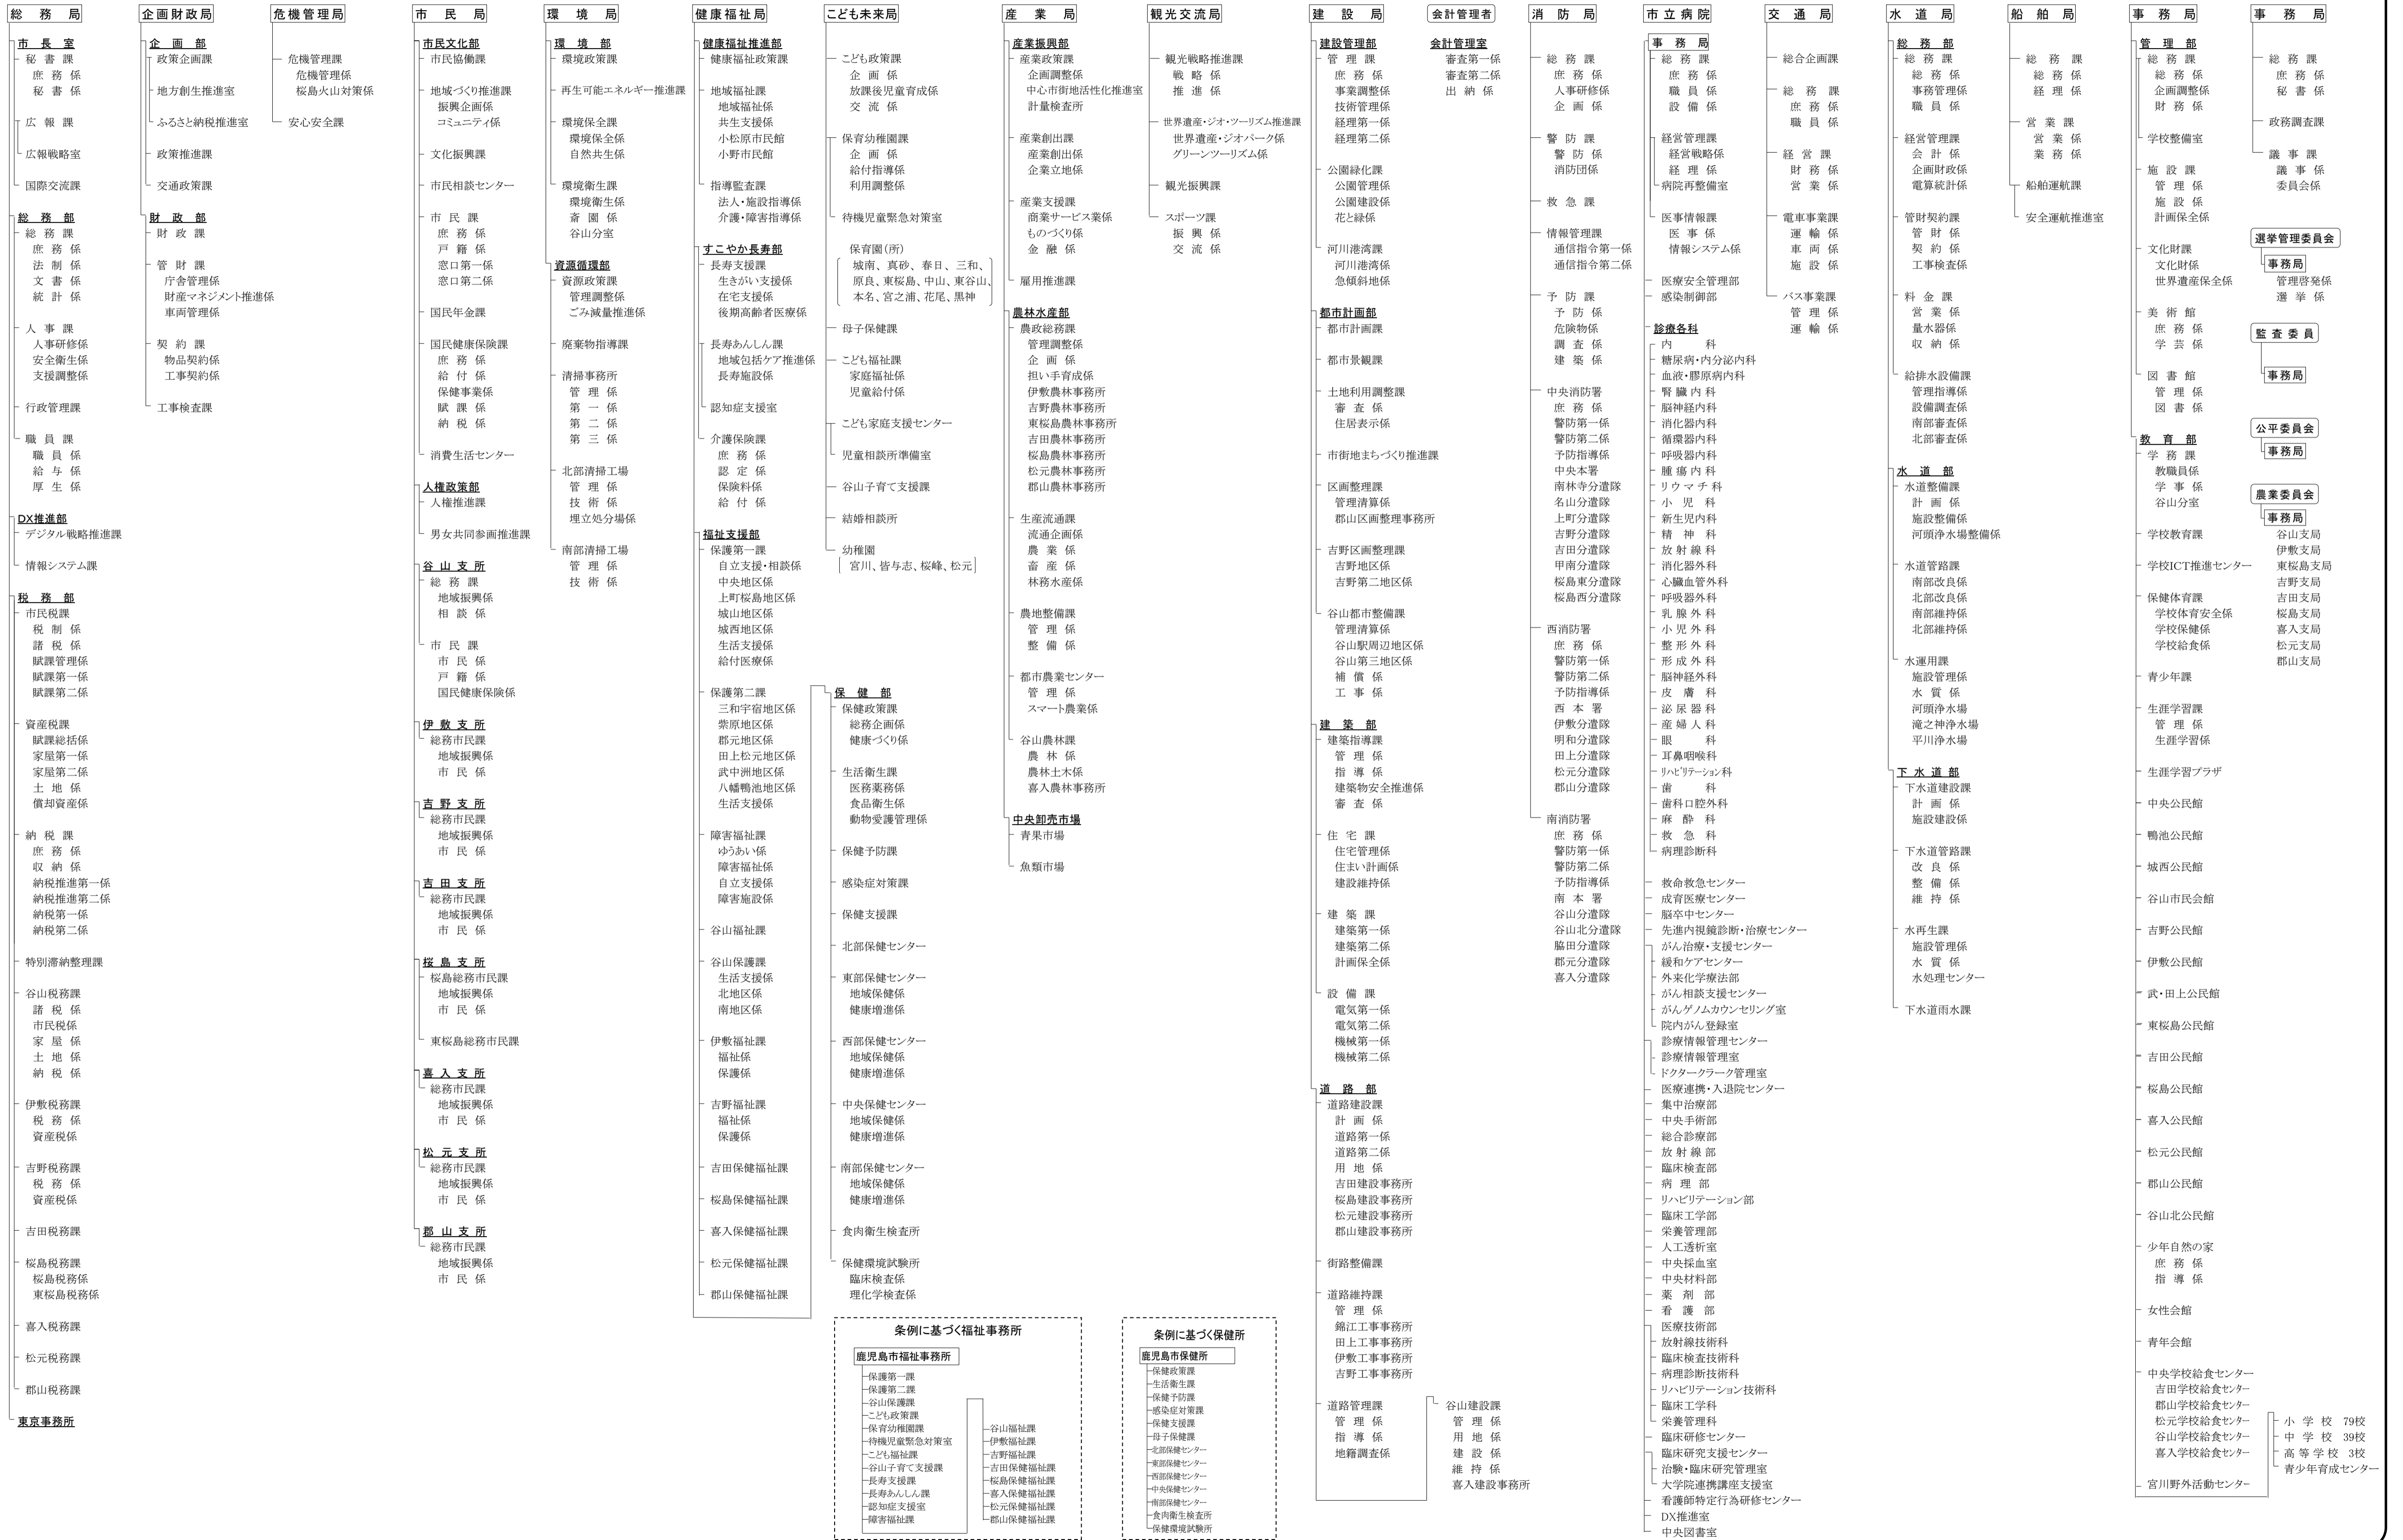 総務局
市長室
秘書課
庶務係
秘書係
広報課
広報戦略室
国際交流課
総務部
総務課
庶務係
法制係
文書係
統計係
人事課
人事研修係
安全衛生係
支援調整係
行政管理課
職員課
職員係
給与係
厚生係
DX推進部
デジタル戦略推進課
情報システム課
税務部
市民税課
税制係
諸税係
賦課管理係
賦課第一係
賦課第二係
資産税課
賦課総括係
家屋第一係
家屋第二係
土地係
償却資産係
納税課
庶務係
収納係
納税推進第一係
納税推進第二係
納税第一係
納税第二係
特別滞納整理課
谷山税務課
諸税係
市民税係
家屋係
土地係
納税係
伊敷税務課
税務係
資産税係
吉野税務課
税務係
資産税係
吉田税務課
桜島税務課
桜島税務係
東桜島税務係
喜入税務課
松元税務課
郡山税務課
東京事務所
企画財政局
企画部
政策企画課
地方創生推進室
ふるさと納税推進室
政策推進課
交通政策課
財政部
財政課
管財課
庁舎管理係
財産マネジメント推進係
車両管理係
契約課
物品契約係
工事契約係
工事検査課
危機管理局
危機管理課
危機管理係
桜島火山対策係
安心安全課
市民局
市民文化部
市民協働課
地域づくり推進課
振興企画係
コミュニティ係
文化振興課
市民相談センター
市民課
庶務係
戸籍係
窓口第一係
窓口第二係
国民年金課
国民健康保険課
庶務係
給付係
保健事業係
賦課係
納税係
消費生活センター
人権政策部
人権推進課
男女共同参画推進課
谷山支所
総務課
地域振興係
相談係
市民課
市民係
戸籍係
国民健康保険係
伊敷支所
総務市民課
地域振興係
市民係
吉野支所
総務市民課
地域振興係
市民係
吉田支所
総務市民課
地域振興係
市民係
桜島支所
桜島総務市民課
地域振興係
市民係
東桜島総務市民課
喜入支所
総務市民課
地域振興係
市民係
松元支所
総務市民課
地域振興係
市民係
郡山支所
総務市民課
地域振興係
市民係
環境局
環境部
環境政策課
再生可能エネルギー推進課
環境保全課
環境保全係
自然共生係
環境衛生課
環境衛生係
斎園係
谷山分室
資源循環部
資源政策課
管理調整係
ごみ減量推進係
廃棄物指導課
清掃事務所
管理係
第一係
第二係
第三係
北部清掃工場
管理係
技術係
埋立処分場係
南部清掃工場
管理係
技術係
健康福祉局
健康福祉推進部
健康福祉政策課
地域福祉課
地域福祉係
共生支援係
小松原市民館
小野市民館
指導監査課
法人・施設指導係
介護・障害指導係
すこやか長寿部
長寿支援課
生きがい支援係
在宅支援係
後期高齢者医療係
長寿あんしん課
地域包括ケア推進係
長寿施設係
認知症支援室
介護保険課
庶務係
認定係
保険料係
給付係
福祉支援部
保護第一課
自立支援・相談係
中央地区係
上町桜島地区係
城山地区係
城西地区係
生活支援係
給付医療係
保護第二課
三和宇宿地区係
紫原地区係
郡元地区係
田上松元地区係
武中洲地区係
八幡鴨池地区係
生活支援係
障害福祉課
ゆうあい係
障害福祉係
自立支援係
障害施設係
谷山福祉課
谷山保護課
生活支援係
北地区係
南地区係
伊敷福祉課
福祉係
保護係
吉野福祉課
福祉係
保護係
吉田保健福祉課
桜島保健福祉課
喜入保健福祉課
松元保健福祉課
郡山保健福祉課
こども未来局
こども政策課
企画係
放課後児童育成係
交流係
保育幼稚園課
企画係
給付指導係
利用調整係
待機児童緊急対策室
保育園(所)
城南、真砂、春日、三和、
原良、東桜島、中山、東谷山、
本名、宮之浦、花尾、黒神
母子保健課
こども福祉課
家庭福祉係
児童給付係
こども家庭支援センター
児童相談所準備室
谷山子育て支援課
結婚相談所
幼稚園
宮川、皆与志、桜峰、松元
保健部
保健政策課
総務企画係
健康づくり係
生活衛生課
医務薬務係
食品衛生係
動物愛護管理係
保健予防課
感染症対策課
保健支援課
北部保健センター
東部保健センター
地域保健係
健康増進係
西部保健センター
地域保健係
健康増進係
中央保健センター
地域保健係
健康増進係
南部保健センター
地域保健係
健康増進係
食肉衛生検査所
保健環境試験所
臨床検査係
理化学検査係
条例に基づく福祉事務所
鹿児島市福祉事務所
保護第一課
保護第二課
谷山保護課
こども政策課
保育幼稚園課
待機児童緊急対策室
こども福祉課
谷山子育て支援課
長寿支援課
長寿あんしん課
認知症支援室
障害福祉課
谷山福祉課
伊敷福祉課
吉野福祉課
吉田保健福祉課
桜島保健福祉課
喜入保健福祉課
松元保健福祉課
郡山保健福祉課
産業局
産業振興部
産業政策課
企画調整係
中心市街地活性化推進室
計量検査所
産業創出課
産業創出係
企業立地係
産業支援課
商業サービス業係
ものづくり係
金融係
雇用推進課
農林水産部
農政総務課
管理調整係
企画係
担い手育成係
伊敷農林事務所
吉野農林事務所
東桜島農林事務所
吉田農林事務所
桜島農林事務所
松元農林事務所
郡山農林事務所
生産流通課
流通企画係
農業係
畜産係
林務水産係
農地整備課
管理係
整備係
都市農業センター
管理係
スマート農業係
谷山農林課
農林係
農林土木係
喜入農林事務所
中央卸売市場
青果市場
魚類市場
観光交流局
観光戦略推進課
戦略係
推進係
世界遺産・ジオ・ツーリズム推進課
世界遺産・ジオパーク係
グリーンツーリズム係
観光振興課
スポーツ課
振興係
交流係
条例に基づく保健所
鹿児島市保健所
保健政策課
生活衛生課
保健予防課
感染症対策課
保健支援課
母子保健課
北部保健センター
東部保健センター
西部保健センター
中央保健センター
南部保健センター
食肉衛生検査所
保健環境試験所
建設局
建設管理部
管理課
庶務係
事業調整係
技術管理係
経理第一係
経理第二係
公園緑化課
公園管理係
公園建設係
花と緑係
河川港湾課
河川港湾係
急傾斜地係
都市計画部
都市計画課
都市景観課
土地利用調整課
審査係
住居表示係
市街地まちづくり推進課
区画整理課
管理清算係
郡山区画整理事務所
吉野区画整理課
吉野地区係
吉野第二地区係
谷山都市整備課
管理清算係
谷山駅周辺地区係
谷山第三地区係
補償係
工事係
建築部
建築指導課
管理係
指導係
建築物安全推進係
審査係
住宅課
住宅管理係
住まい計画係
建設維持係
建築課
建築第一係
建築第二係
計画保全係
設備課
電気第一係
電気第二係
機械第一係
機械第二係
道路部
道路建設課
計画係
道路第一係
道路第二係
用地係
吉田建設事務所
桜島建設事務所
松元建設事務所
郡山建設事務所
街路整備課
道路維持課
管理係
錦江工事事務所
田上工事事務所
伊敷工事事務所
吉野工事事務所
道路管理課
管理係
指導係
地籍調査係
谷山建設課
管理係
用地係
建設係
維持係
喜入建設事務所
会計管理者
会計管理室
審査第一係
審査第二係
出納係
消防局
総務課
庶務係
人事研修係
企画係
警防課
警防係
消防団係
救急課
情報管理課
通信指令第一係
通信指令第二係
予防課
予防係
危険物係
調査係
建築係
中央消防署
庶務係
警防第一係
警防第二係
予防指導係
中央本署
南林寺分遣隊
名山分遣隊
上町分遣隊
吉野分遣隊
吉田分遣隊
甲南分遣隊
桜島東分遣隊
桜島西分遣隊
西消防署
庶務係
警防第一係
警防第二係
予防指導係
西本署
伊敷分遣隊
明和分遣隊
田上分遣隊
松元分遣隊
郡山分遣隊
南消防署
庶務係
警防第一係
警防第二係
予防指導係
南本署
谷山分遣隊
谷山北分遣隊
脇田分遣隊
郡元分遣隊
喜入分遣隊
市立病院
事務局
総務課
庶務係
職員係
設備係
経営管理課
経営戦略係
経理係
病院再整備室
医事情報課
医事係
情報システム係
医療安全管理部
感染制御部
診療各科
内科
糖尿病・内分泌内科
血液・膠原病内科
腎臓内科
脳神経内科
消化器内科
循環器内科
呼吸器内科
腫瘍内科
リウマチ科
小児科
新生児内科
精神科
放射線科
消化器外科
心臓血管外科
呼吸器外科
乳腺外科
小児外科
整形外科
形成外科
脳神経外科
皮膚科
泌尿器科
産婦人科
眼科
耳鼻咽喉科
リハビリテーション科
歯科
歯科口腔外科
麻酔科
救急科
病理診断科
救命救急センター
成育医療センター
脳卒中センター
先進内視鏡診断・治療センター
がん治療・支援センター
緩和ケアセンター
外来化学療法部
がん相談支援センター
がんゲノムカウンセリング室
院内がん登録室
診療情報管理センター
診療情報管理室
ドクタークラーク管理室
医療連携・入退院センター
集中治療部
中央手術部
総合診療部
放射線部
臨床検査部
病理部
リハビリテーション部
臨床工学部
栄養管理部
人工透析室
中央採血室
中央材料部
薬剤部
看護部
医療技術部
放射線技術科
臨床検査技術科
病理診断技術科
リハビリテーション技術科
臨床工学科
栄養管理科
臨床研修センター
臨床研究支援センター
治験・臨床研究管理室
大学院連携講座支援室
看護師特定行為研修センター
DX推進室
中央図書室
交通局
総合企画課
総務課
庶務係
職員係
経営課
財務係
営業係
電車事業課
運輸係
車両係
施設係
バス事業課
管理係
運輸係
水道局
総務部
総務課
総務係
事務管理係
職員係
経営管理課
会計係
企画財政係
電算統計係
管財契約課
管財係
契約係
工事検査係
料金課
営業係
量水器係
収納係
給排水設備課
管理指導係
設備調査係
南部審査係
北部審査係
水道部
水道整備課
計画係
施設整備係
河頭浄水場整備係
水道管路課
南部改良係
北部改良係
南部維持係
北部維持係
水運用課
施設管理係
水質係
河頭浄水場
滝之神浄水場
平川浄水場
下水道部
下水道建設課
計画係
施設建設係
下水道管路課
改良係
整備係
維持係
水再生課
施設管理係
水質係
水処理センター
下水道雨水課
船舶局
総務課
総務係
経理係
営業課
営業係
業務係
船舶運航課
安全運航推進室
事務局
管理部
総務課
総務係
企画調整係
財務係
学校整備室
施設課
管理係
施設係
計画保全係
文化財課
文化財係
世界遺産保全係
美術館
庶務係
学芸係
図書館
管理係
図書係
教育部
学務課
教職員係
学事係
谷山分室
学校教育課
学校ICT推進センター
保健体育課
学校体育安全係
学校保健係
学校給食係
青少年課
生涯学習課
管理係
生涯学習係
生涯学習プラザ
中央公民館
鴨池公民館
城西公民館
谷山市民会館
吉野公民館
伊敷公民館
武・田上公民館
東桜島公民館
吉田公民館
桜島公民館
喜入公民館
松元公民館
郡山公民館
谷山北公民館
少年自然の家
庶務係
指導係
女性会館
青年会館
中央学校給食センター
吉田学校給食センター
郡山学校給食センター
松元学校給食センター
谷山学校給食センター
喜入学校給食センター
宮川野外活動センター
小学校 79校
中学校 39校
高等学校 3校
青少年育成センター
事務局
総務課
庶務係
秘書係
政務調査課
議事課
議事係
委員会係
選挙管理委員会
事務局
管理啓発係
選挙係
監査委員
事務局
公平委員会
事務局
農業委員会
事務局
谷山支局
伊敷支局
東桜島支局
吉野支局
吉田支局
桜島支局
喜入支局
松元支局
郡山支局